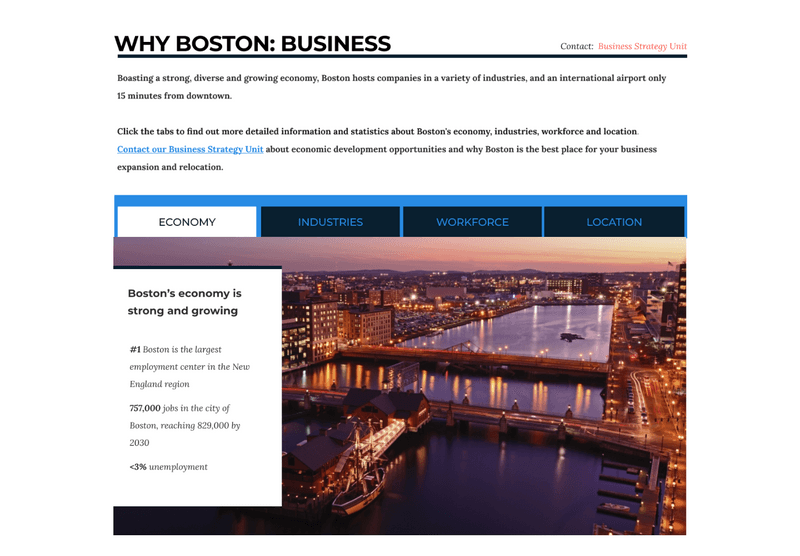 WHY BOSTON: BUSINESS
Contact: Business Strategy Unit
Boasting a strong, diverse and growing economy, Boston hosts companies in a variety of industries, and an international airport only
15 minutes from downtown.
Click the tabs to find out more detailed information and statistics about Boston's economy, industries, workforce and location.
Contact our Business Strategy Unit about economic development opportunities and why Boston is the best place for your business
expansion and relocation.
ECONOMY
INDUSTRIES
WORKFORCE
LOCATION
Boston's economy is
strong and growing
#1 Boston is the largest
employment center in the New
England region
757,000 jobs in the city of
Boston, reaching 829,000 by
2030
<3% unemployment